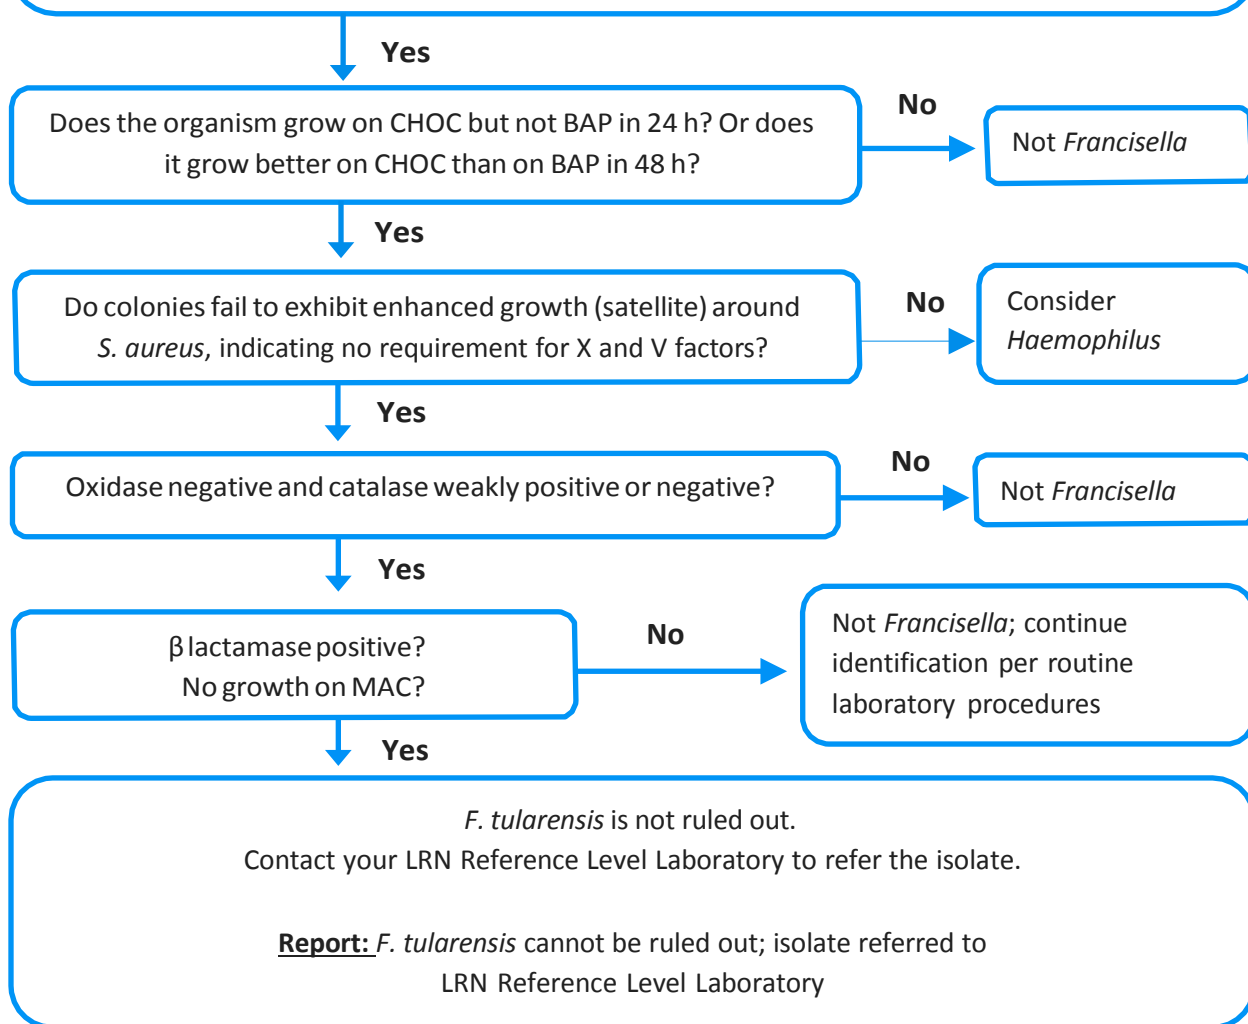 Yes
Does the organism grow on CHOC but not BAP in 24 h? Or does
it grow better on CHOC than on BAP in 48 h?
No
Not Francisella
Yes
Do colonies fail to exhibit enhanced growth (satellite) around
S. aureus, indicating no requirement for X and V factors?
No
Consider
Haemophilus
Yes
Oxidase negative and catalase weakly positive or negative?
No
Not Francisella
Yes
β lactamase positive?
No growth on MAC?
No
Not Francisella; continue
identification per routine
laboratory procedures
Yes
F. tularensis is not ruled out.
Contact your LRN Reference Level Laboratory to refer the isolate.
Report: F. tularensis cannot be ruled out; isolate referred to
LRN Reference Level Laboratory